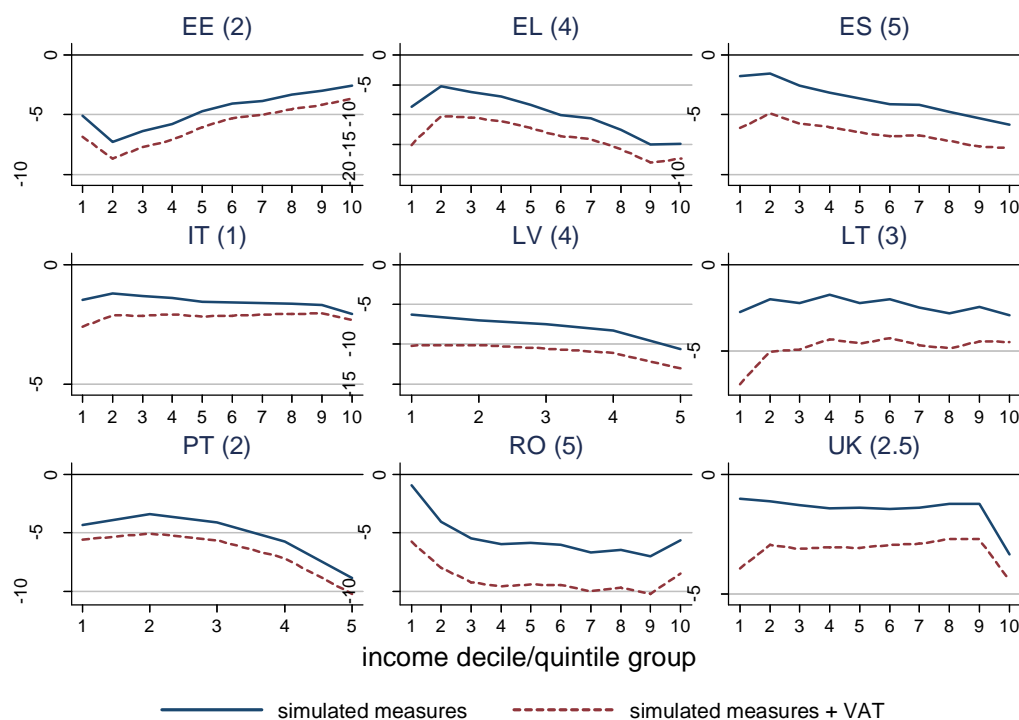 EE (2) EL (4) ES (5)
0 -5 -10
1 2 3 4 5 6 7 8 9 10
0 -5 -10 -15 -20
1 2 3 4 5 6 7 8 9 10
0 -5 -10
1 2 3 4 5 6 7 8 9 10
IT (1) LV (4) LT (3)
0 -5
1 2 3 4 5 6 7 8 9 10
0 -5 -10 -15
1 2 3 4 5
0 -5
1 2 3 4 5 6 7 8 9 10
PT (2) RO (5) UK (2.5)
0 -5 -10
1 2 3 4 5
0 -5 -10
1 2 3 4 5 6 7 8 9 10
0 -5
1 2 3 4 5 6 7 8 9 10
income decile/quintile group
simulated measures simulated measures + VAT